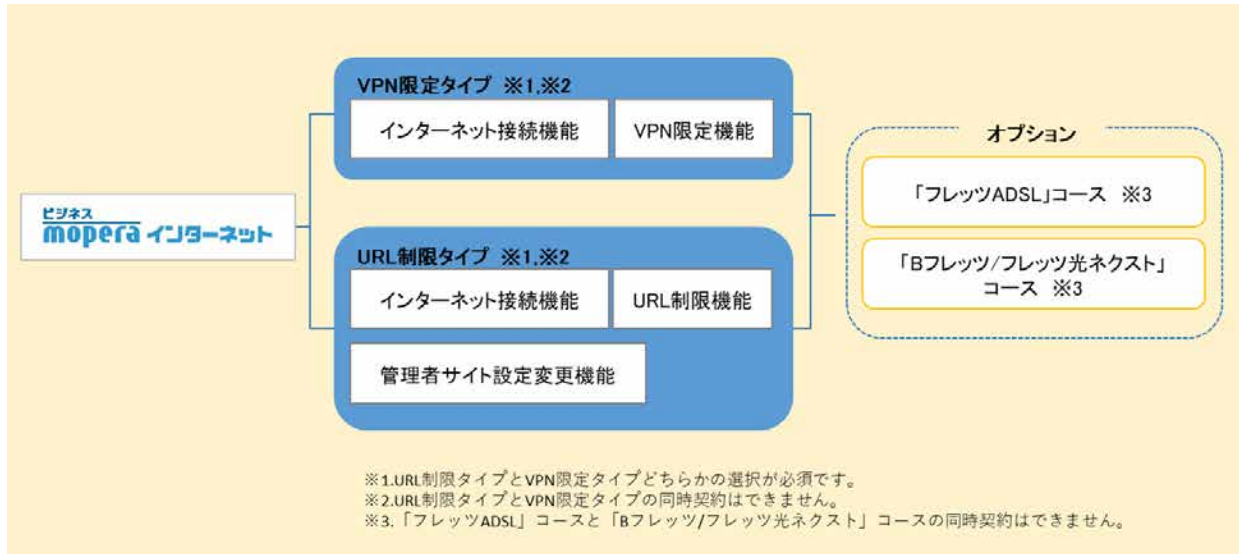 VPN限定タイプ ※1,※2
インターネット接続機能
VPN限定機能
ビジネス
mopera インターネット
URL制限タイプ ※1,※2
インターネット接続機能
URL制限機能
管理者サイト設定変更機能
オプション
「フレッツADSL」コース ※3
「Bフレッツ/フレッツ光ネクスト」
コース ※3
※1.URL制限タイプとVPN限定タイプどちらかの選択が必須です。
※2.URL制限タイプとVPN限定タイプの同時契約はできません。
※3.「フレッツADSL」コースと「Bフレッツ/フレッツ光ネクスト」コースの同時契約はできません。